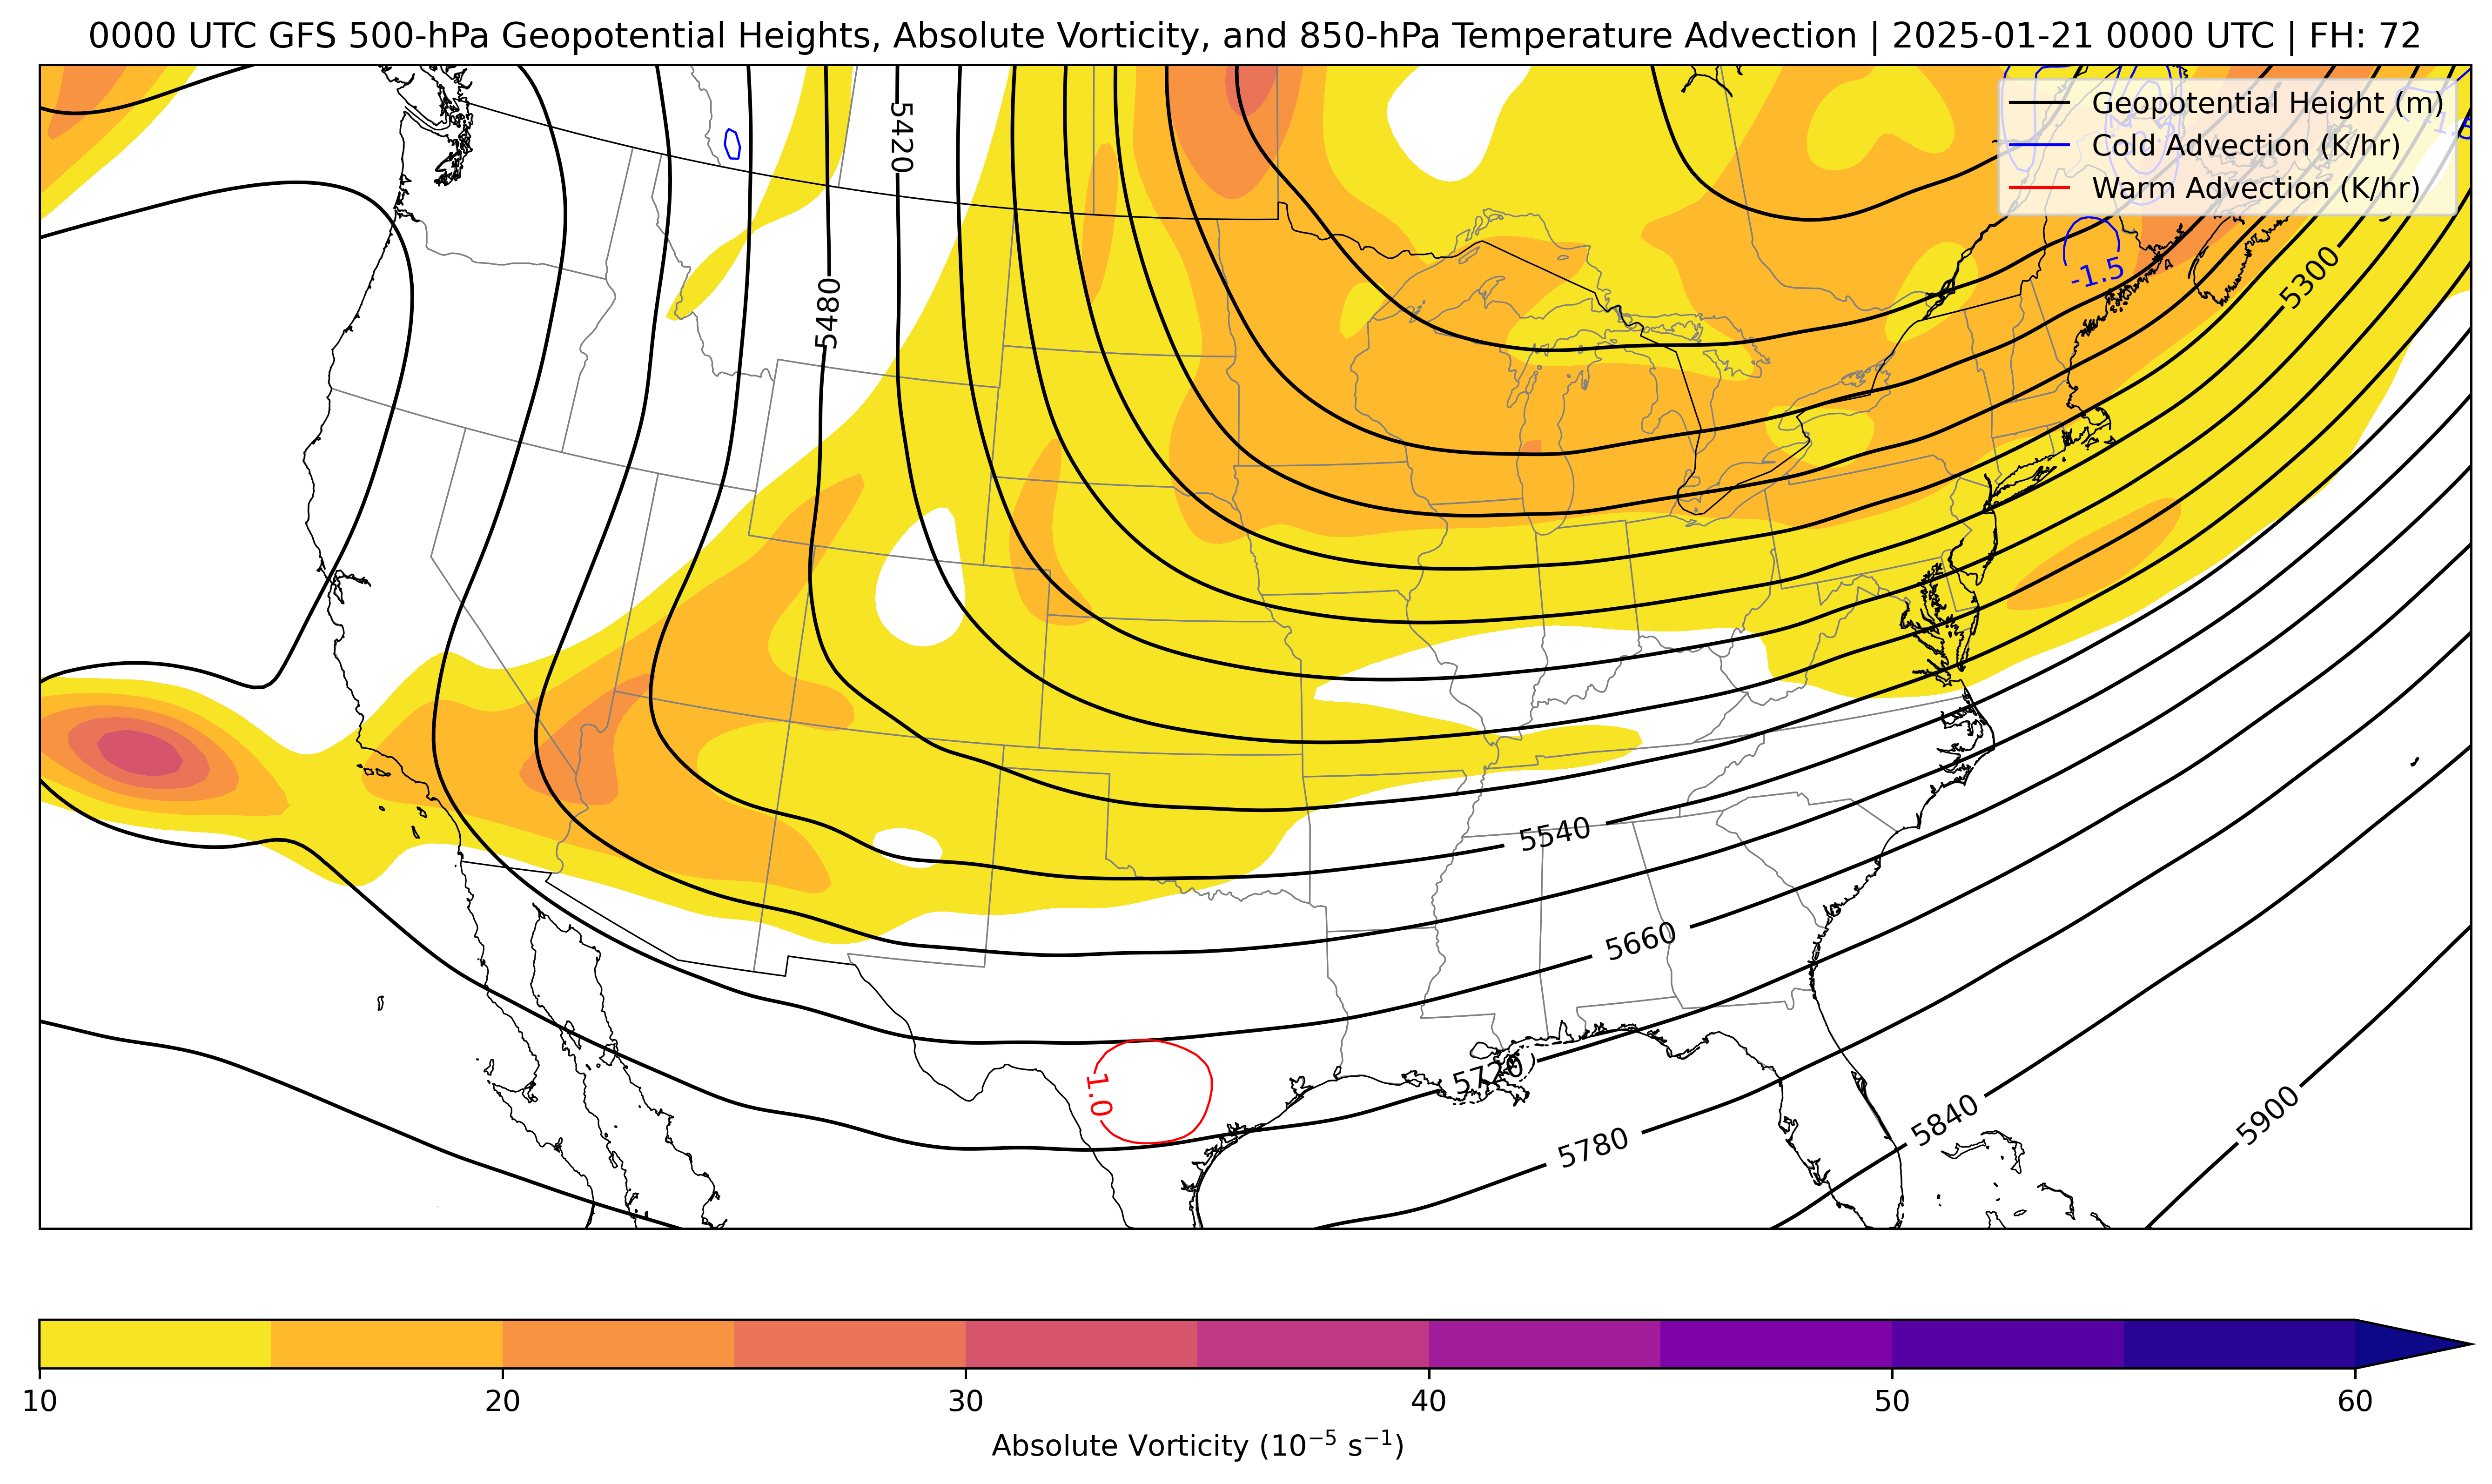 0000 UTC GFS 500-hPa Geopotential Heights, Absolute Vorticity, and 850-hPa Temperature Advection | 2025-01-21 0000 UTC | FH: 72
Geopotential Height (m)
Cold Advection (K/hr)
Warm Advection (K/hr)
5420
5480
-1.5
5300
5540
5660
5720
5780
5840
5900
1.0
10 20 30 40 50 60
Absolute Vorticity (10⁻⁵ s⁻¹)